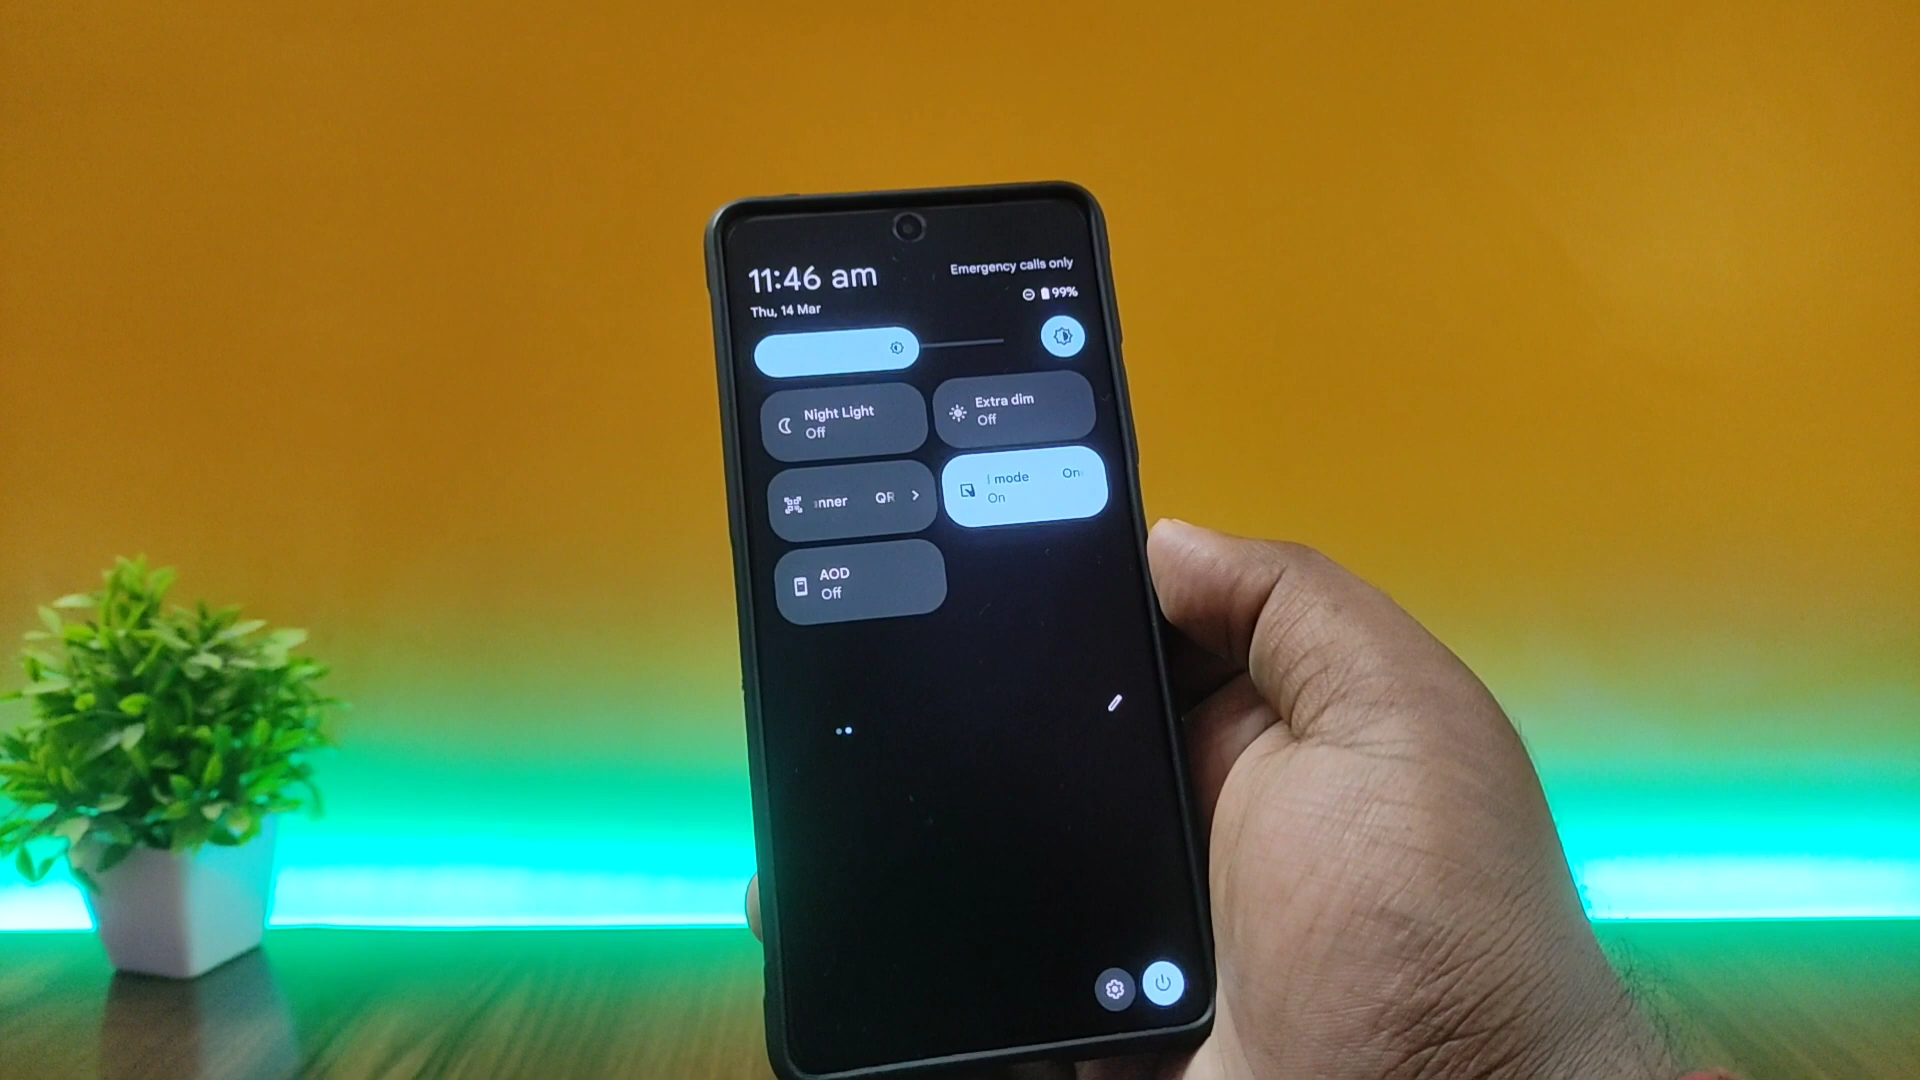 11:46 am
Emergency calls only
Thu, 14 Mar
99%
Night Light
Off
Extra dim
Off
nner QR
mode On
On
AOD
Off